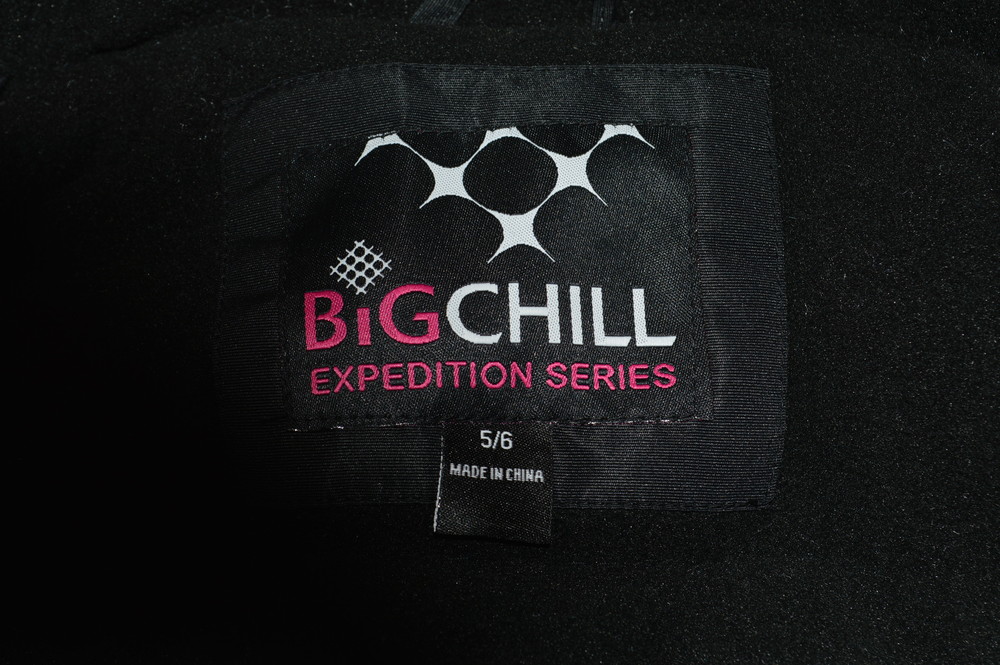 BiGCHILL
EXPEDITION SERIES
5/6
MADE IN CHINA